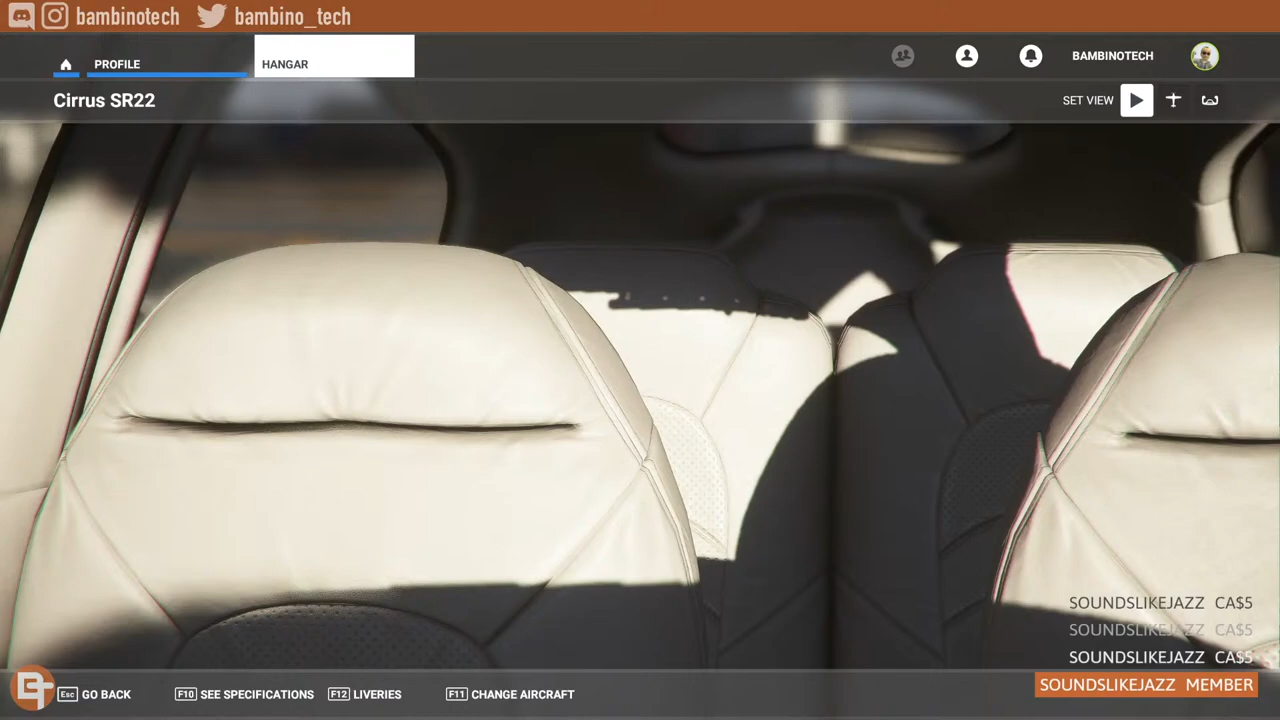 bambinotech bambino_tech
PROFILE HANGAR BAMBINOTECH
Cirrus SR22 SET VIEW
SOUNDSLIKEJAZZ CA$5
SOUNDSLIKEJAZZ CA$5
SOUNDSLIKEJAZZ CA$5
SOUNDSLIKEJAZZ MEMBER
Esc GO BACK F10 SEE SPECIFICATIONS F12 LIVERIES F11 CHANGE AIRCRAFT